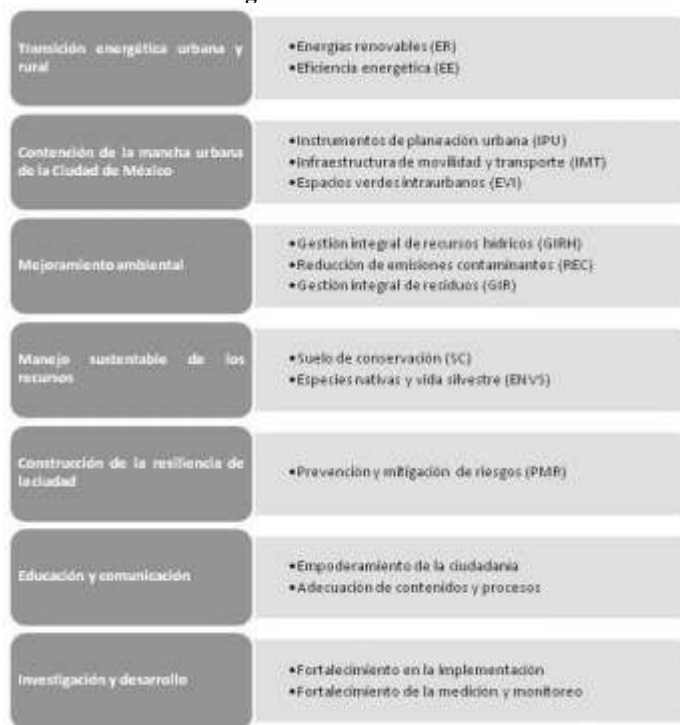 Transición energética urbana y
rural
•Energías renovables (ER)
•Eficiencia energética (EE)
Contención de la mancha urbana
de la Ciudad de México
•Instrumentos de planeación urbana (IPU)
•Infraestructura de movilidad y transporte (IMT)
•Espacios verdes intraurbanos (EVI)
Mejoramiento ambiental
•Gestión integral de recursos hídricos (GIRH)
•Reducción de emisiones contaminantes (REC)
•Gestión integral de residuos (GIR)
Manejo sustentable de los
recursos
•Suelo de conservación (SC)
•Especies nativas y vida silvestre (ENVS)
Construcción de la resiliencia de
la ciudad
•Prevención y mitigación de riesgos (PMR)
Educación y comunicación
•Empoderamiento de la ciudadanía
•Adecuación de contenidos y procesos
Investigación y desarrollo
•Fortalecimiento en la implementación
•Fortalecimiento de la medición y monitoreo